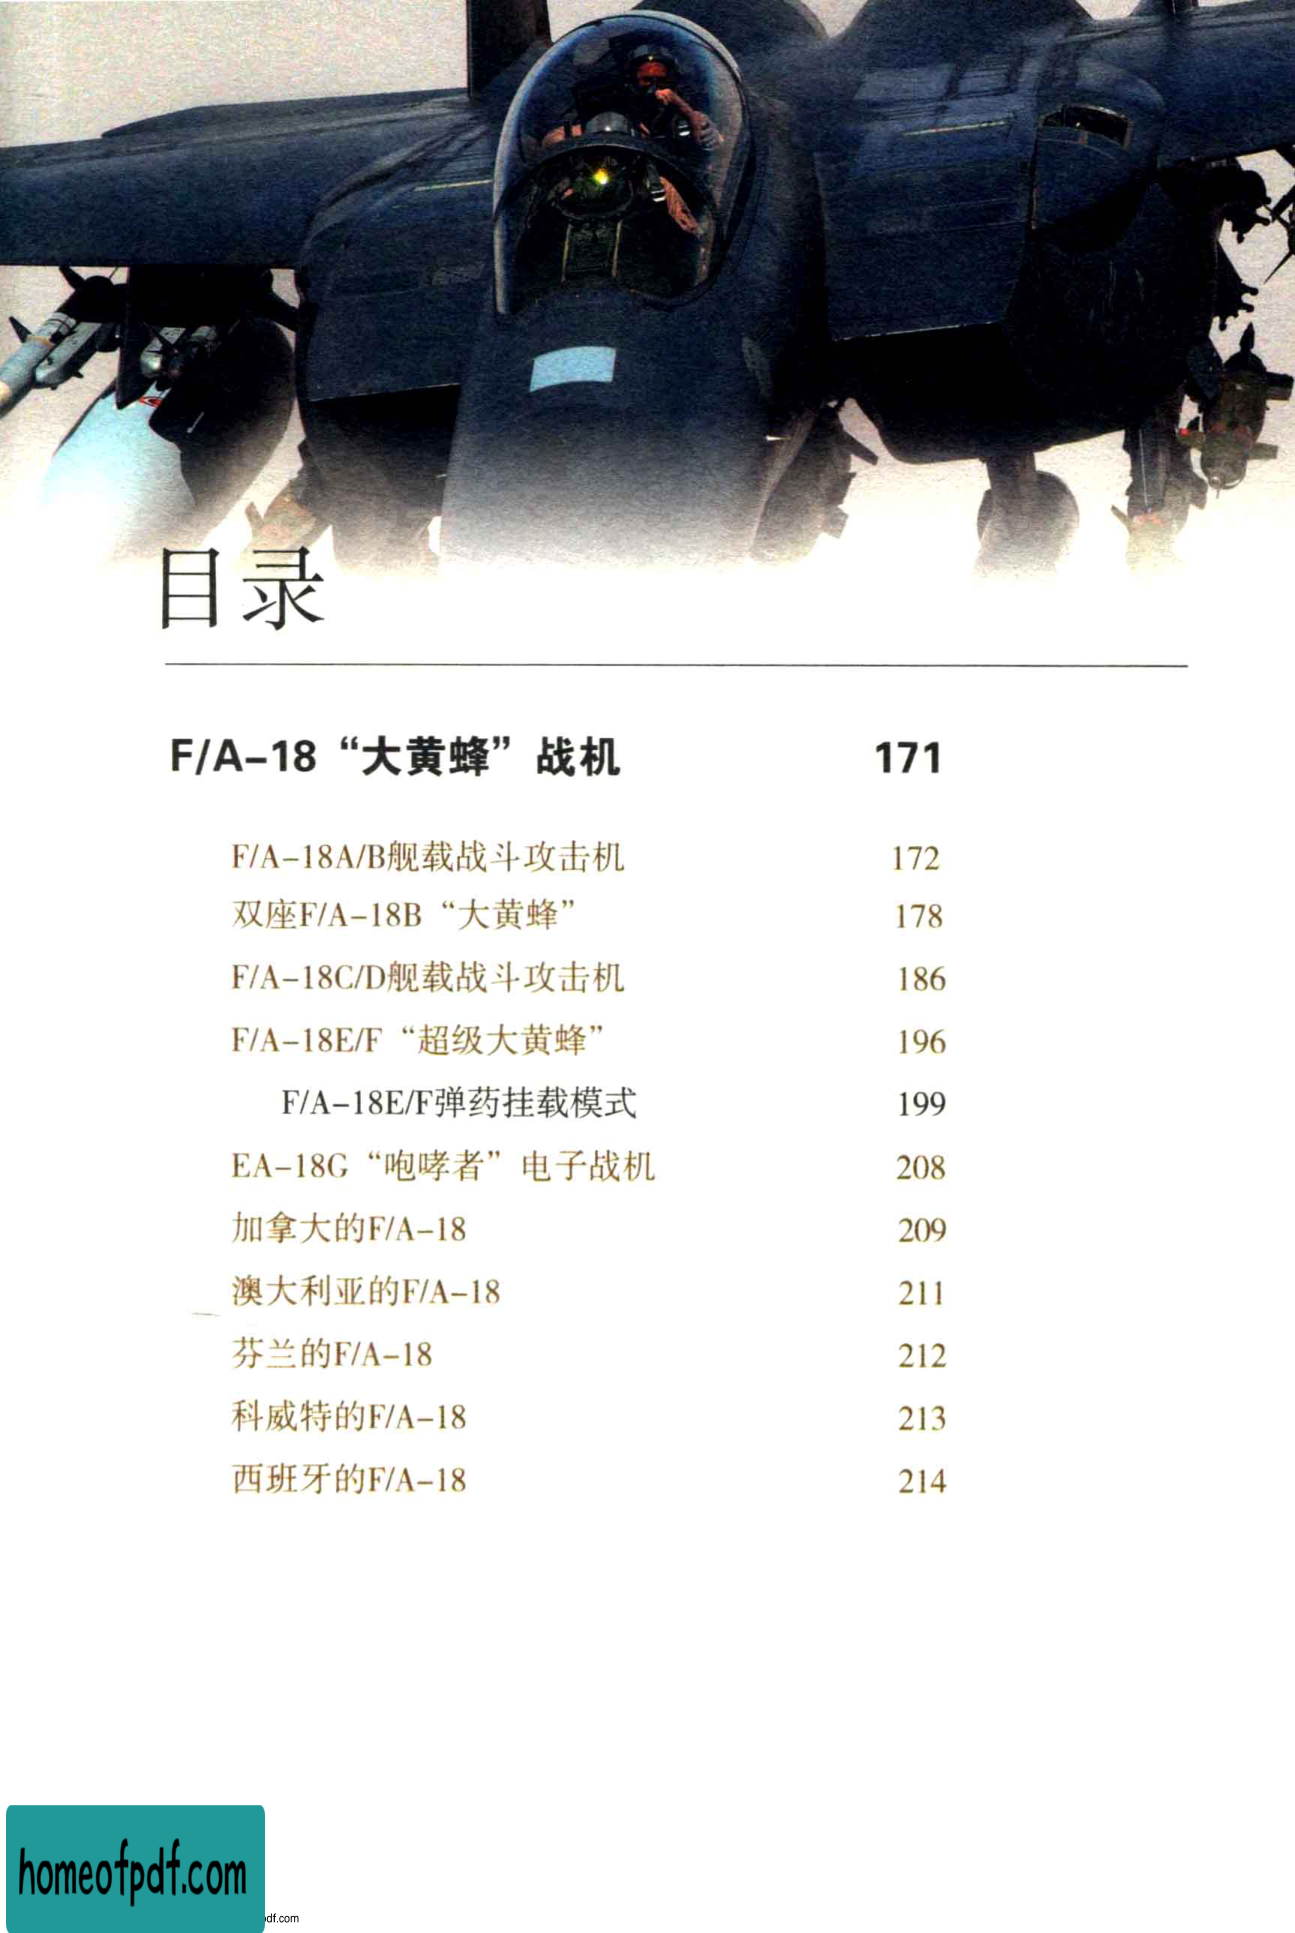 目录
F/A-18“大黄蜂”战机 171
F/A-18A/B舰载战斗攻击机 172
双座F/A-18B“大黄蜂” 178
F/A-18C/D舰载战斗攻击机 186
F/A-18E/F“超级大黄蜂” 196
F/A-18E/F弹药挂载模式 199
EA-18G“咆哮者”电子战机 208
加拿大的F/A-18 209
澳大利亚的F/A-18 211
芬兰的F/A-18 212
科威特的F/A-18 213
西班牙的F/A-18 214
homeofpdf.com
df.com